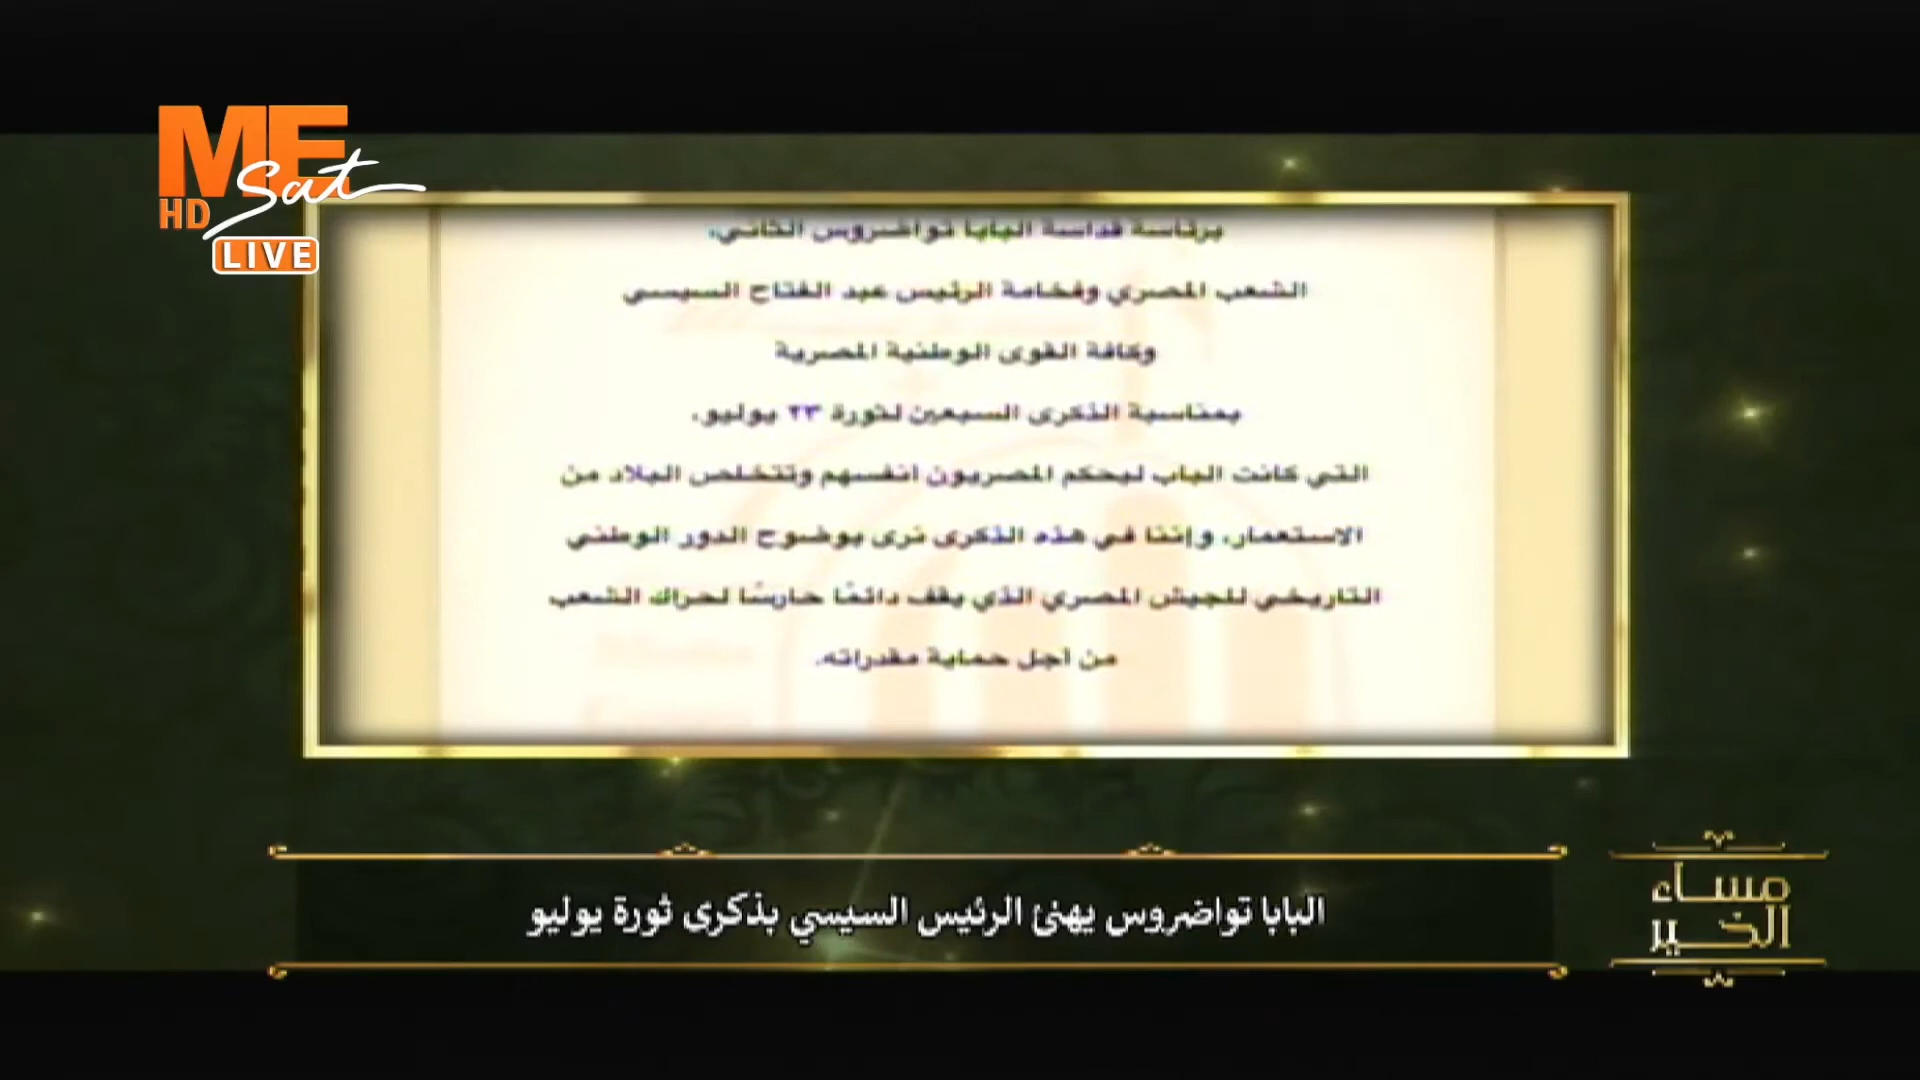 ME
Sat
HD
LIVE
برئاسة قداسة البابا تواضروس الثاني،
الشعب المصري وفخامة الرئيس عبد الفتاح السيسي
وكافة القوى الوطنية المصرية
بمناسبة الذكرى السبعين لثورة ٢٣ يوليو،
التي كانت الباب ليحكم المصريون أنفسهم وتتخلص البلاد من
الاستعمار، وإننا في هذه الذكرى نرى بوضوح الدور الوطني
التاريخي للجيش المصري الذي يقف دائمًا حارسًا لحراك الشعب
من أجل حماية مقدراته.
البابا تواضروس يهنئ الرئيس السيسي بذكرى ثورة يوليو
مساء
الخير